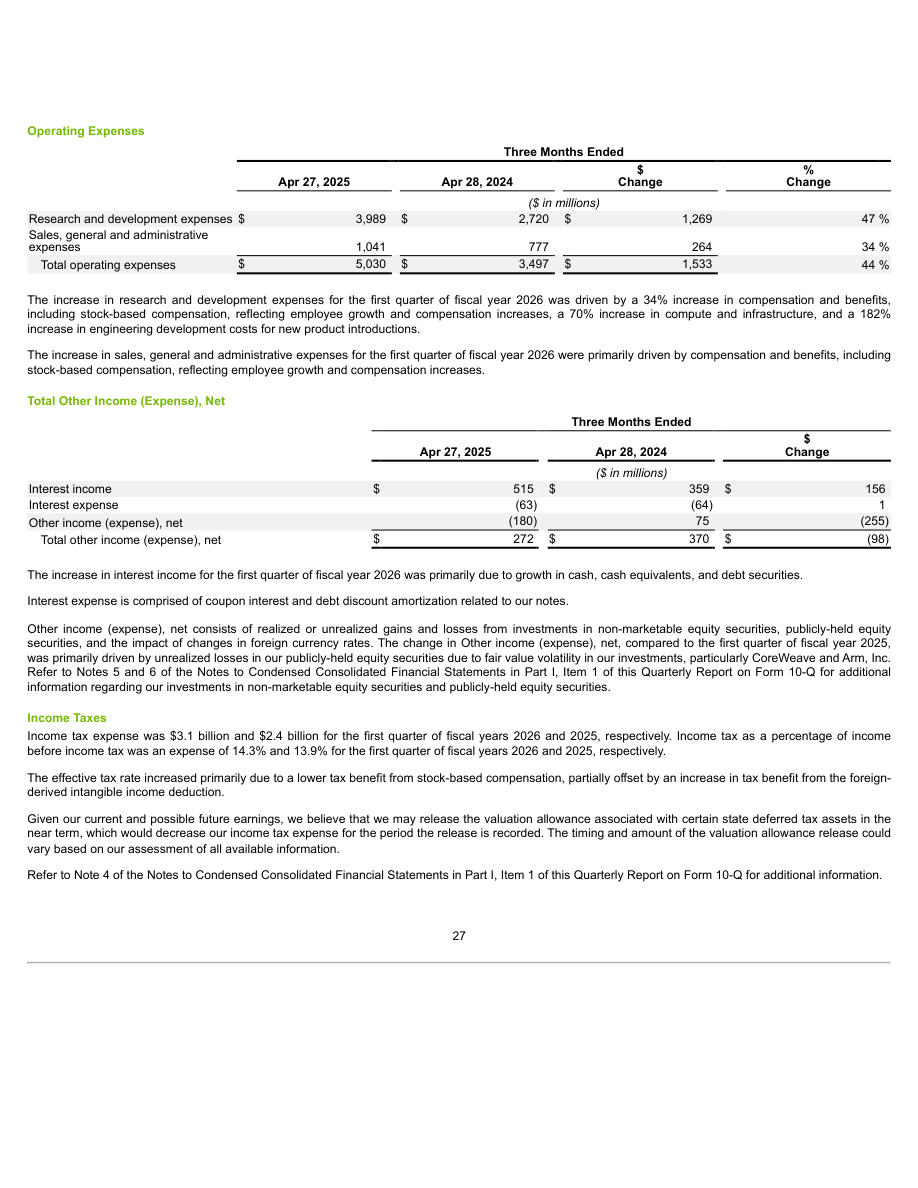 Operating Expenses
Three Months Ended
Apr 27, 2025 Apr 28, 2024 $ Change % Change
($ in millions)
Research and development expenses $ 3,989 $ 2,720 $ 1,269 47 %
Sales, general and administrative
expenses 1,041 777 264 34 %
Total operating expenses $ 5,030 $ 3,497 $ 1,533 44 %
The increase in research and development expenses for the first quarter of fiscal year 2026 was driven by a 34% increase in compensation and benefits,
including stock-based compensation, reflecting employee growth and compensation increases, a 70% increase in compute and infrastructure, and a 182%
increase in engineering development costs for new product introductions.
The increase in sales, general and administrative expenses for the first quarter of fiscal year 2026 were primarily driven by compensation and benefits, including
stock-based compensation, reflecting employee growth and compensation increases.
Total Other Income (Expense), Net
Three Months Ended
Apr 27, 2025 Apr 28, 2024 $ Change
($ in millions)
Interest income $ 515 $ 359 $ 156
Interest expense (63) (64) 1
Other income (expense), net (180) 75 (255)
Total other income (expense), net $ 272 $ 370 $ (98)
The increase in interest income for the first quarter of fiscal year 2026 was primarily due to growth in cash, cash equivalents, and debt securities.
Interest expense is comprised of coupon interest and debt discount amortization related to our notes.
Other income (expense), net consists of realized or unrealized gains and losses from investments in non-marketable equity securities, publicly-held equity
securities, and the impact of changes in foreign currency rates. The change in Other income (expense), net, compared to the first quarter of fiscal year 2025,
was primarily driven by unrealized losses in our publicly-held equity securities due to fair value volatility in our investments, particularly CoreWeave and Arm, Inc.
Refer to Notes 5 and 6 of the Notes to Condensed Consolidated Financial Statements in Part I, Item 1 of this Quarterly Report on Form 10-Q for additional
information regarding our investments in non-marketable equity securities and publicly-held equity securities.
Income Taxes
Income tax expense was $3.1 billion and $2.4 billion for the first quarter of fiscal years 2026 and 2025, respectively. Income tax as a percentage of income
before income tax was an expense of 14.3% and 13.9% for the first quarter of fiscal years 2026 and 2025, respectively.
The effective tax rate increased primarily due to a lower tax benefit from stock-based compensation, partially offset by an increase in tax benefit from the foreign-
derived intangible income deduction.
Given our current and possible future earnings, we believe that we may release the valuation allowance associated with certain state deferred tax assets in the
near term, which would decrease our income tax expense for the period the release is recorded. The timing and amount of the valuation allowance release could
vary based on our assessment of all available information.
Refer to Note 4 of the Notes to Condensed Consolidated Financial Statements in Part I, Item 1 of this Quarterly Report on Form 10-Q for additional information.
27